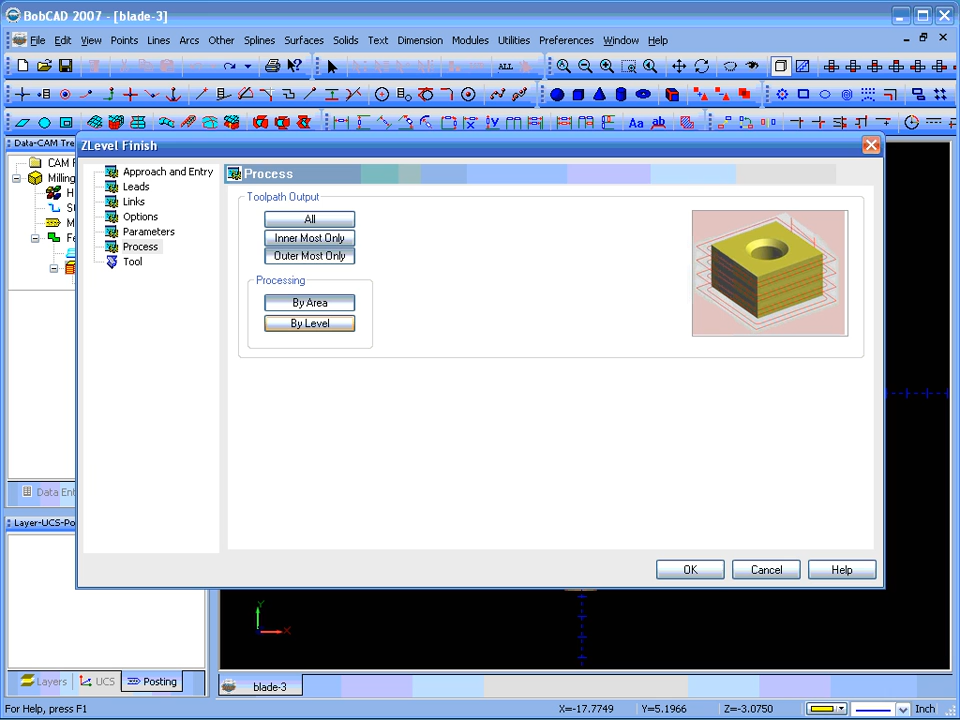 BobCAD 2007 - [blade-3]
File Edit View Points Lines Arcs Other Splines Surfaces Solids Text Dimension Modules Utilities Preferences Window Help
ALL
Aa ab
Data-CAM Tre
ZLevel Finish
CAM
Milling
Approach and Entry
Leads
Links
Options
Parameters
Process
Tool
Process
Toolpath Output
All
Inner Most Only
Outer Most Only
Processing
By Area
By Level
Data Ent
Layer-UCS-Po
OK Cancel Help
Y
X
Layers UCS Posting
blade-3
For Help, press F1 X=-17.7749 Y=5.1966 Z=-3.0750 Inch